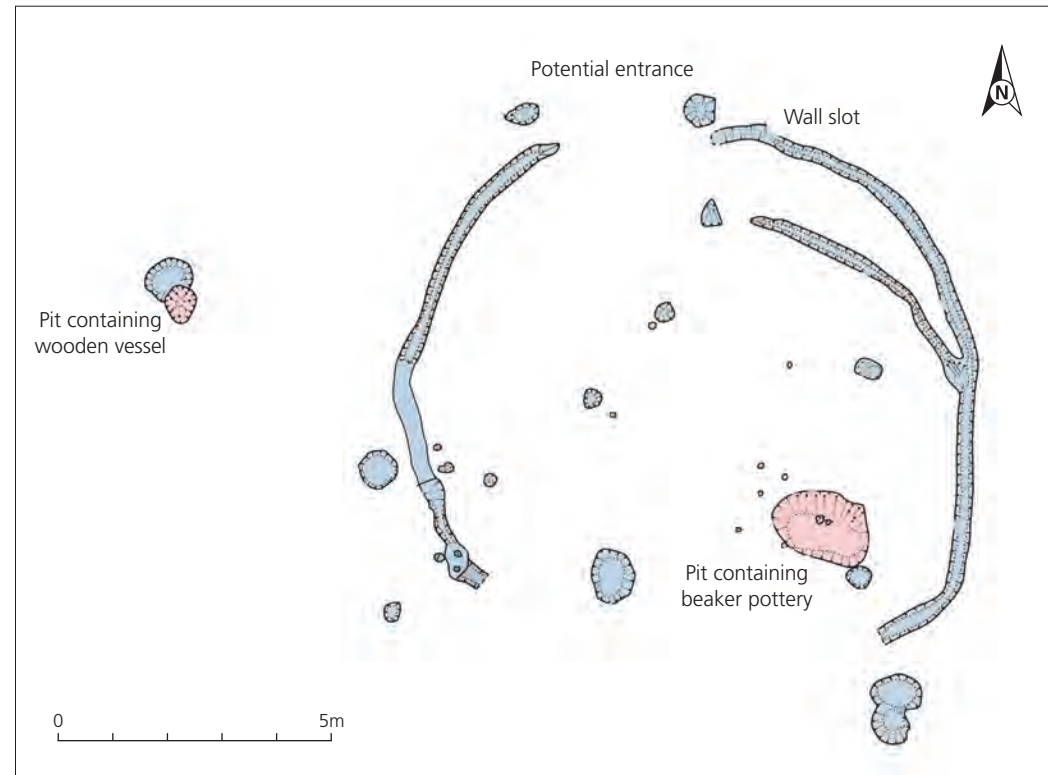 Potential entrance
N
Wall slot
Pit containing
wooden vessel
Pit containing
beaker pottery
0
5m